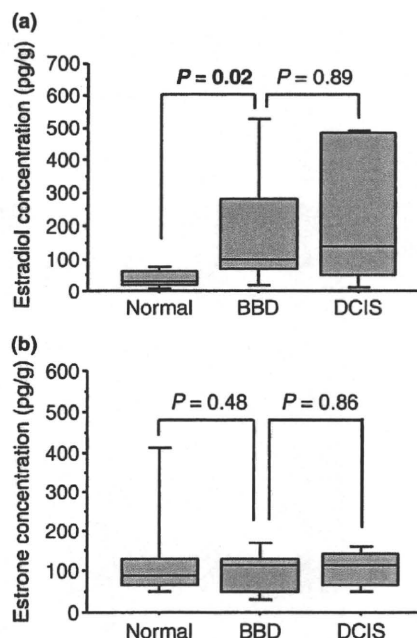 (a)
Estradiol concentration (pg/g)
700
600
500
400
300
200
100
0
P = 0.02
P = 0.89
Normal BBD DCIS
(b)
Estrone concentration (pg/g)
600
500
400
300
200
100
0
P = 0.48
P = 0.86
Normal BBD DCIS